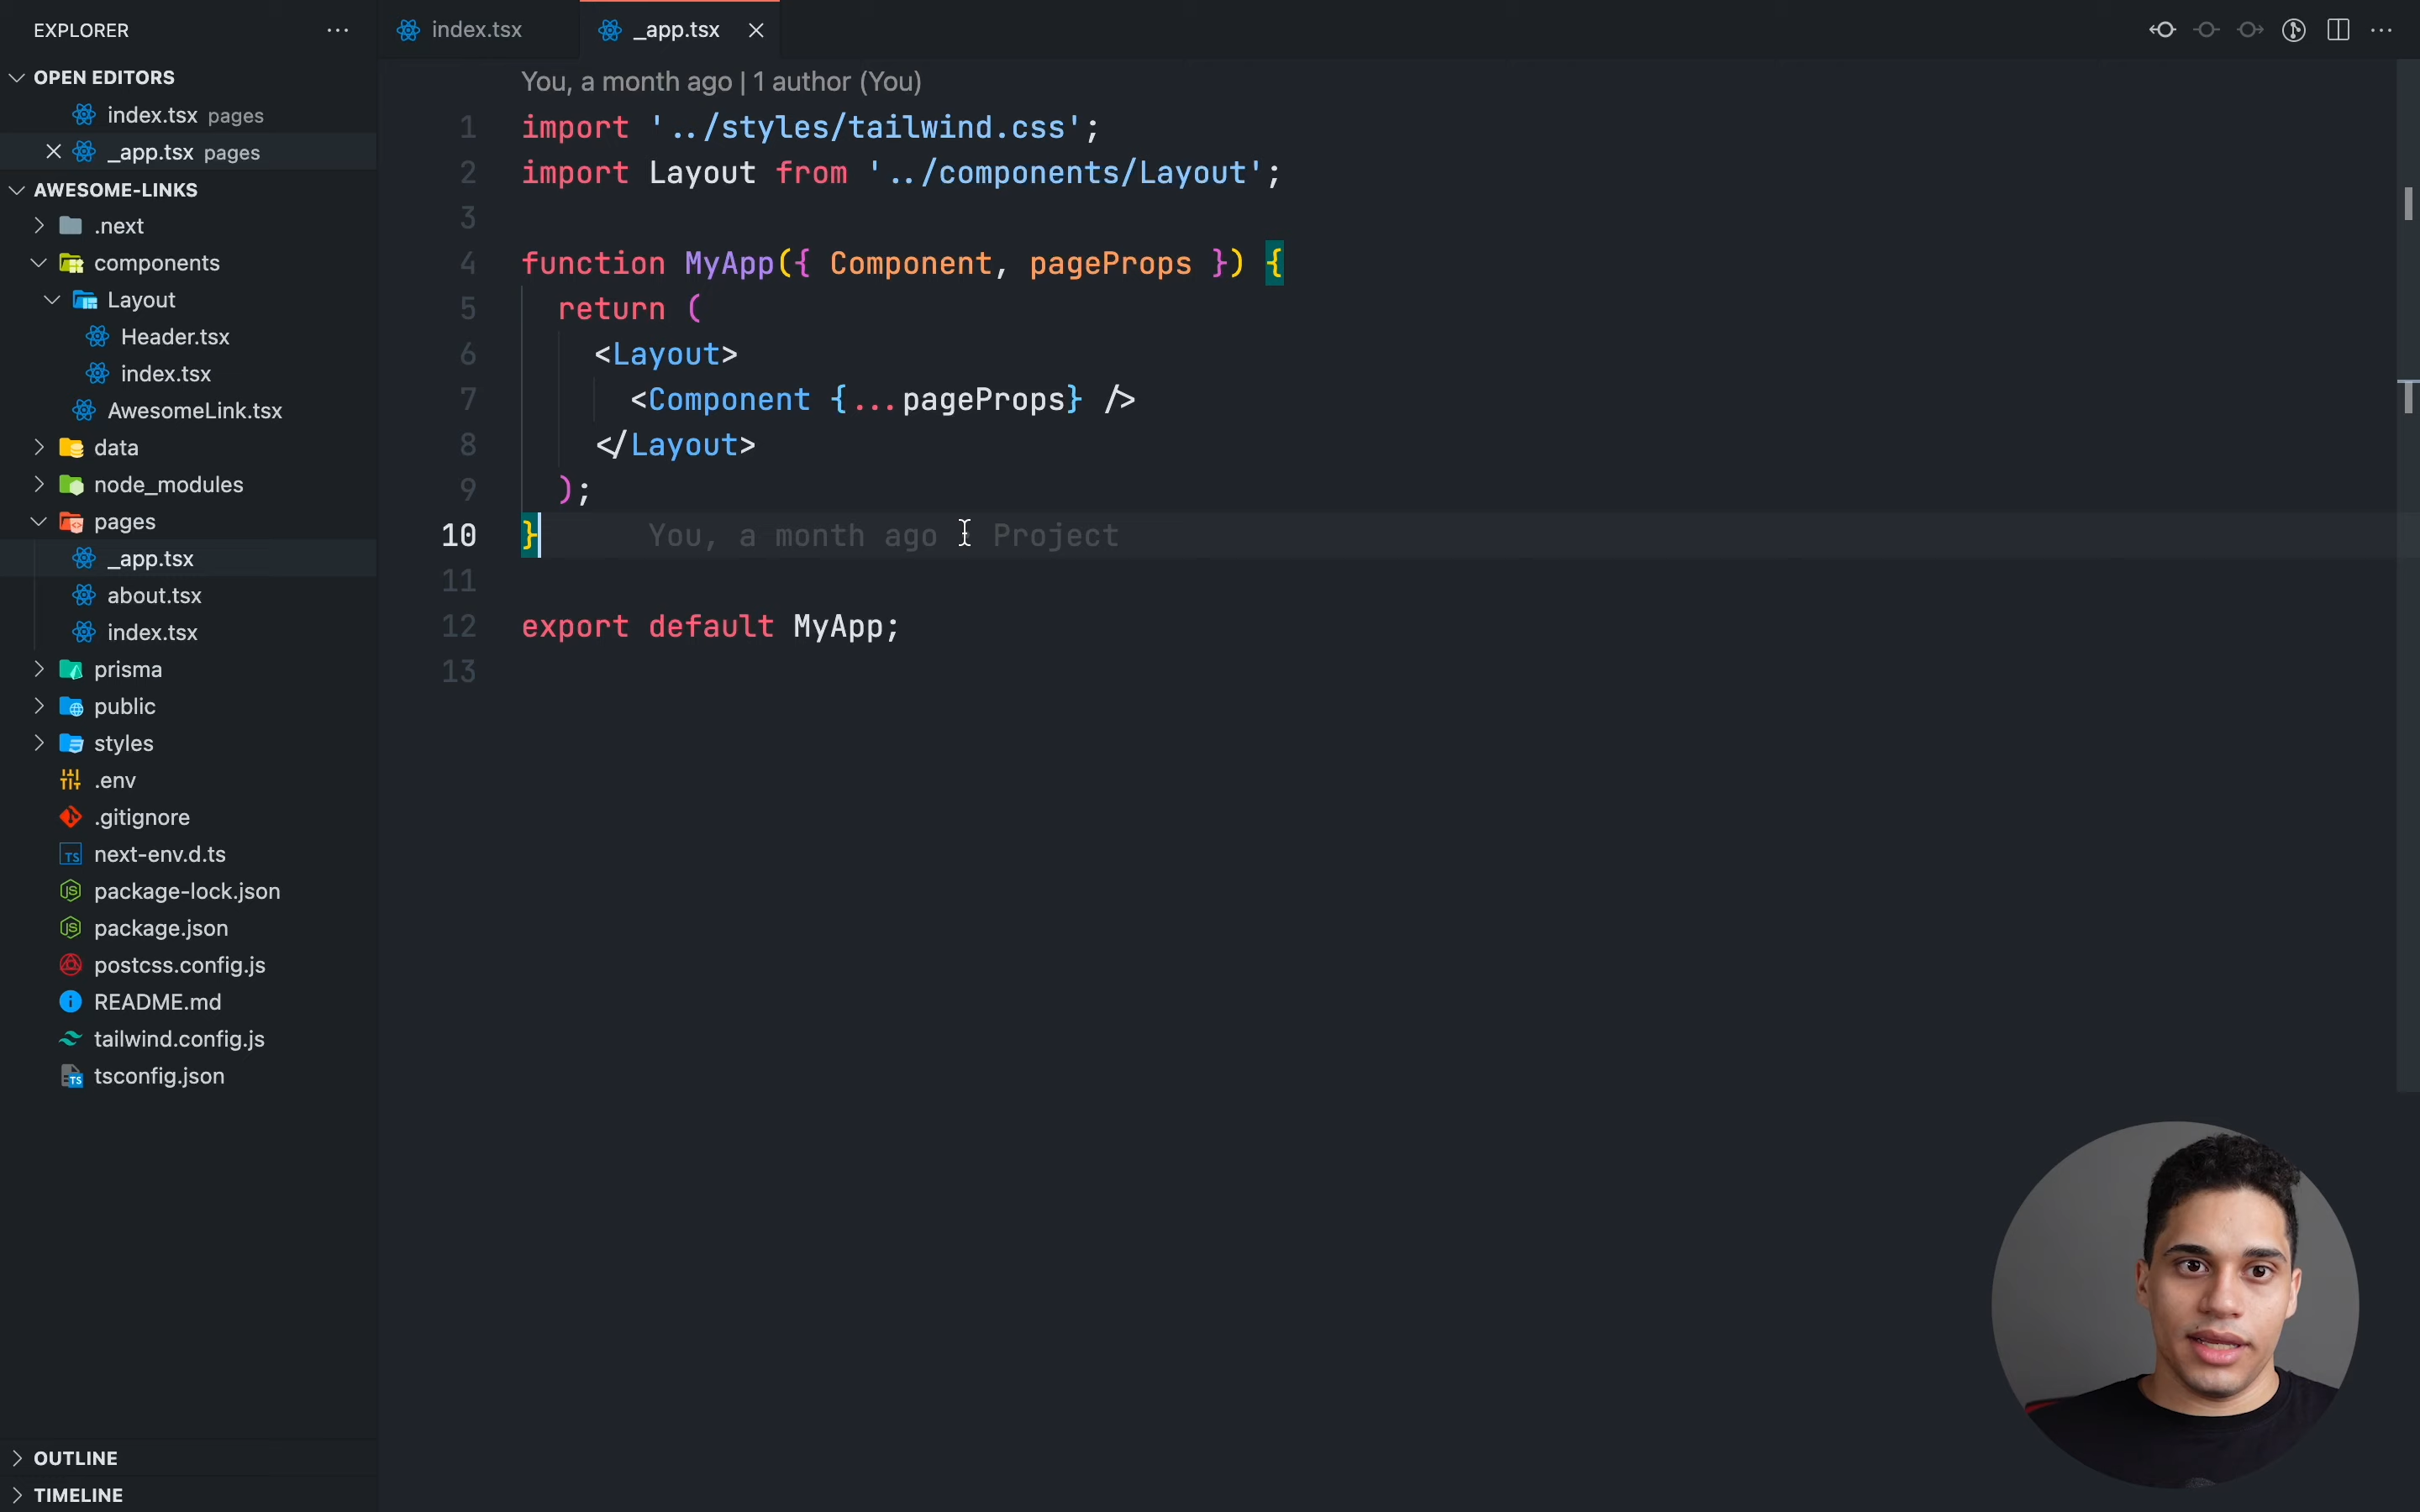 EXPLORER
OPEN EDITORS
index.tsx pages
_app.tsx pages
AWESOME-LINKS
.next
components
Layout
Header.tsx
index.tsx
AwesomeLink.tsx
data
node_modules
pages
_app.tsx
about.tsx
index.tsx
prisma
public
styles
.env
.gitignore
next-env.d.ts
package-lock.json
package.json
postcss.config.js
README.md
tailwind.config.js
tsconfig.json
OUTLINE
TIMELINE
index.tsx
_app.tsx
You, a month ago | 1 author (You)
1 import '../styles/tailwind.css';
2 import Layout from '../components/Layout';
3
4 function MyApp({ Component, pageProps }) {
5 return (
6 <Layout>
7 <Component {...pageProps} />
8 </Layout>
9 );
10 } You, a month ago Project
11
12 export default MyApp;
13